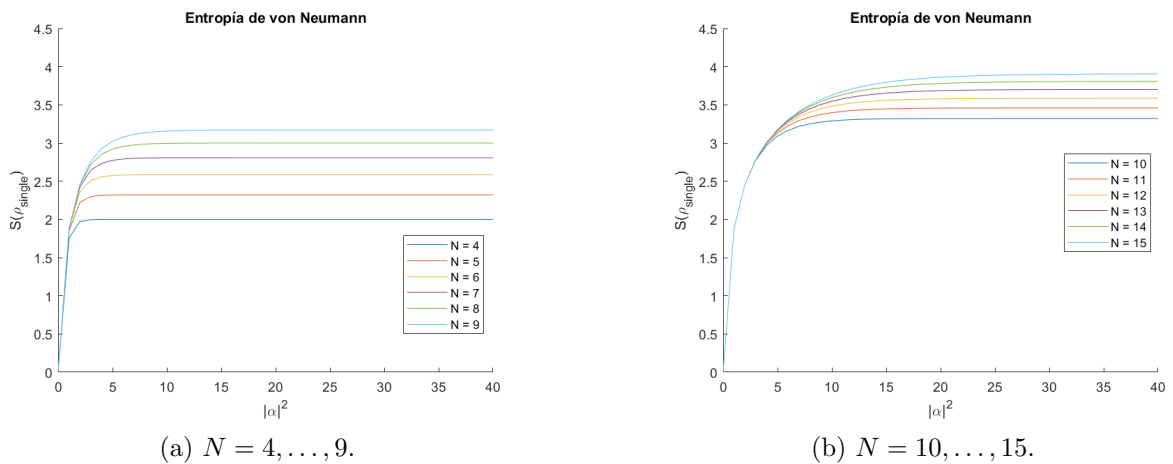 Entropía de von Neumann
4.5
4
3.5
3
2.5
2
1.5
1
0.5
0
S(ρsingle)
0 5 10 15 20 25 30 35 40
|α|²
N = 4
N = 5
N = 6
N = 7
N = 8
N = 9
(a) N = 4, . . . , 9.
Entropía de von Neumann
4.5
4
3.5
3
2.5
2
1.5
1
0.5
0
S(ρsingle)
0 5 10 15 20 25 30 35 40
|α|²
N = 10
N = 11
N = 12
N = 13
N = 14
N = 15
(b) N = 10, . . . , 15.